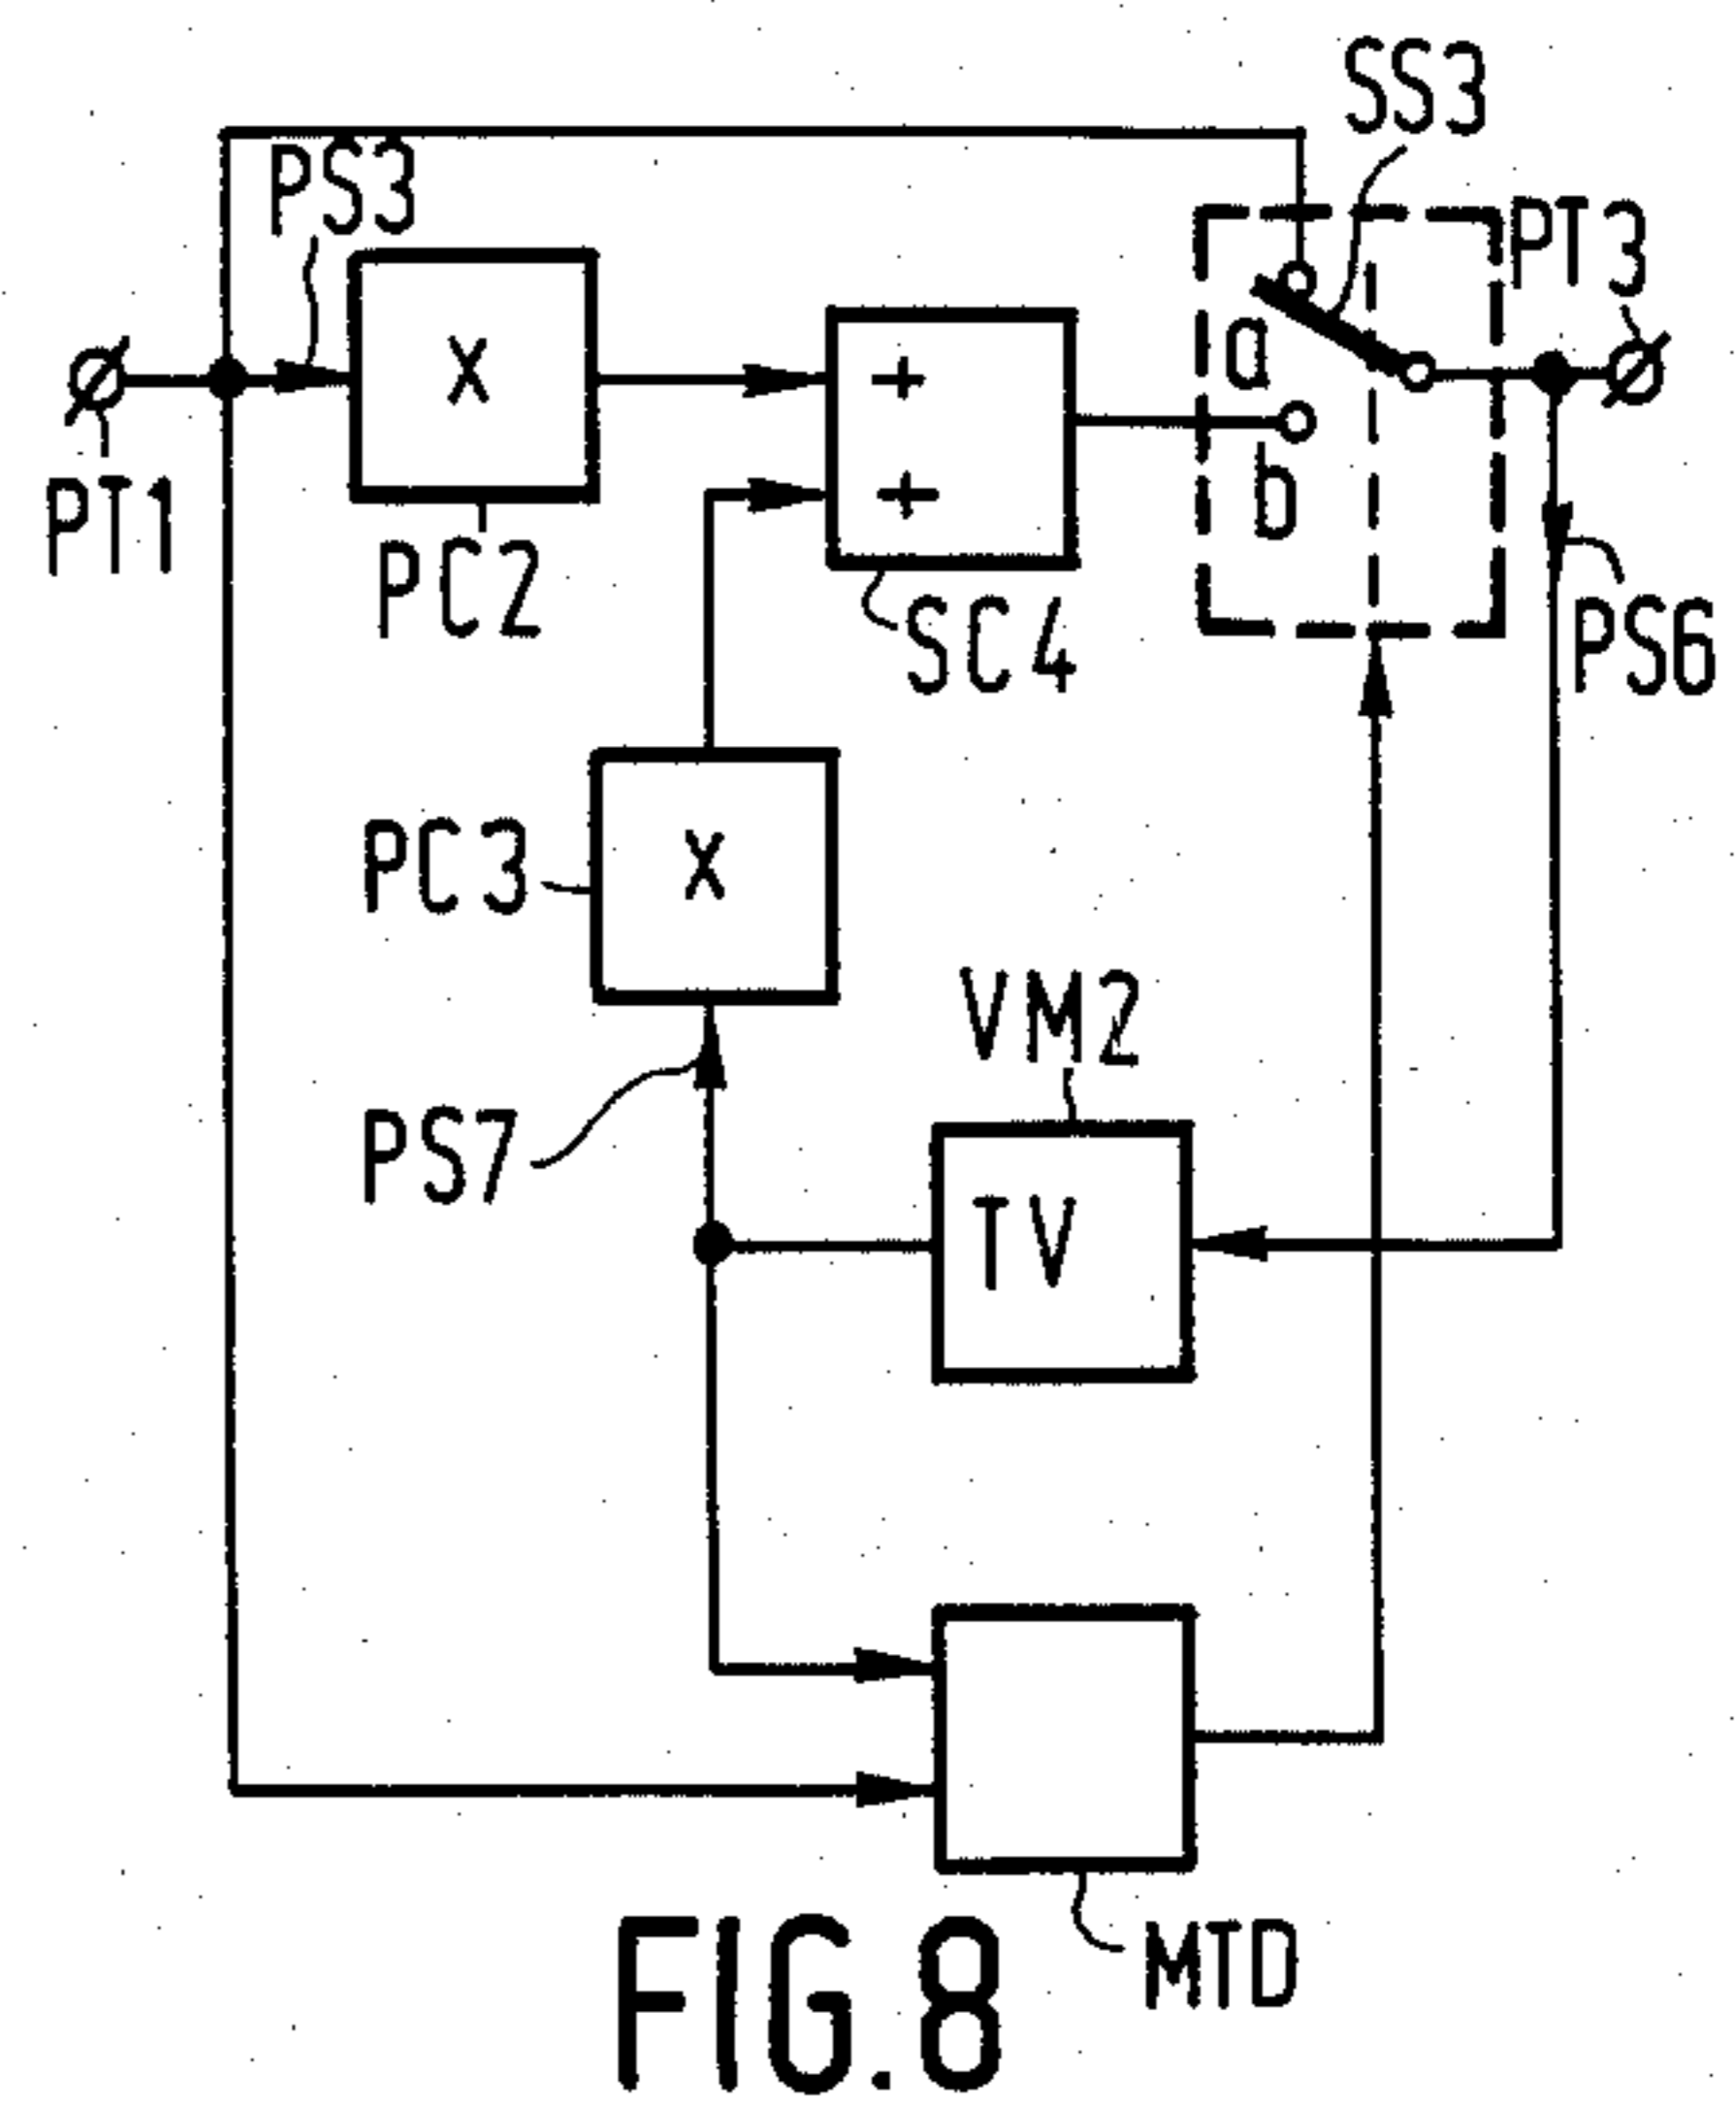 SS3
PS3
PT3
X
+
a
PT1
+
b
PC2
SC4
PS6
PC3
X
VM2
PS7
TV
MTD
FIG.8